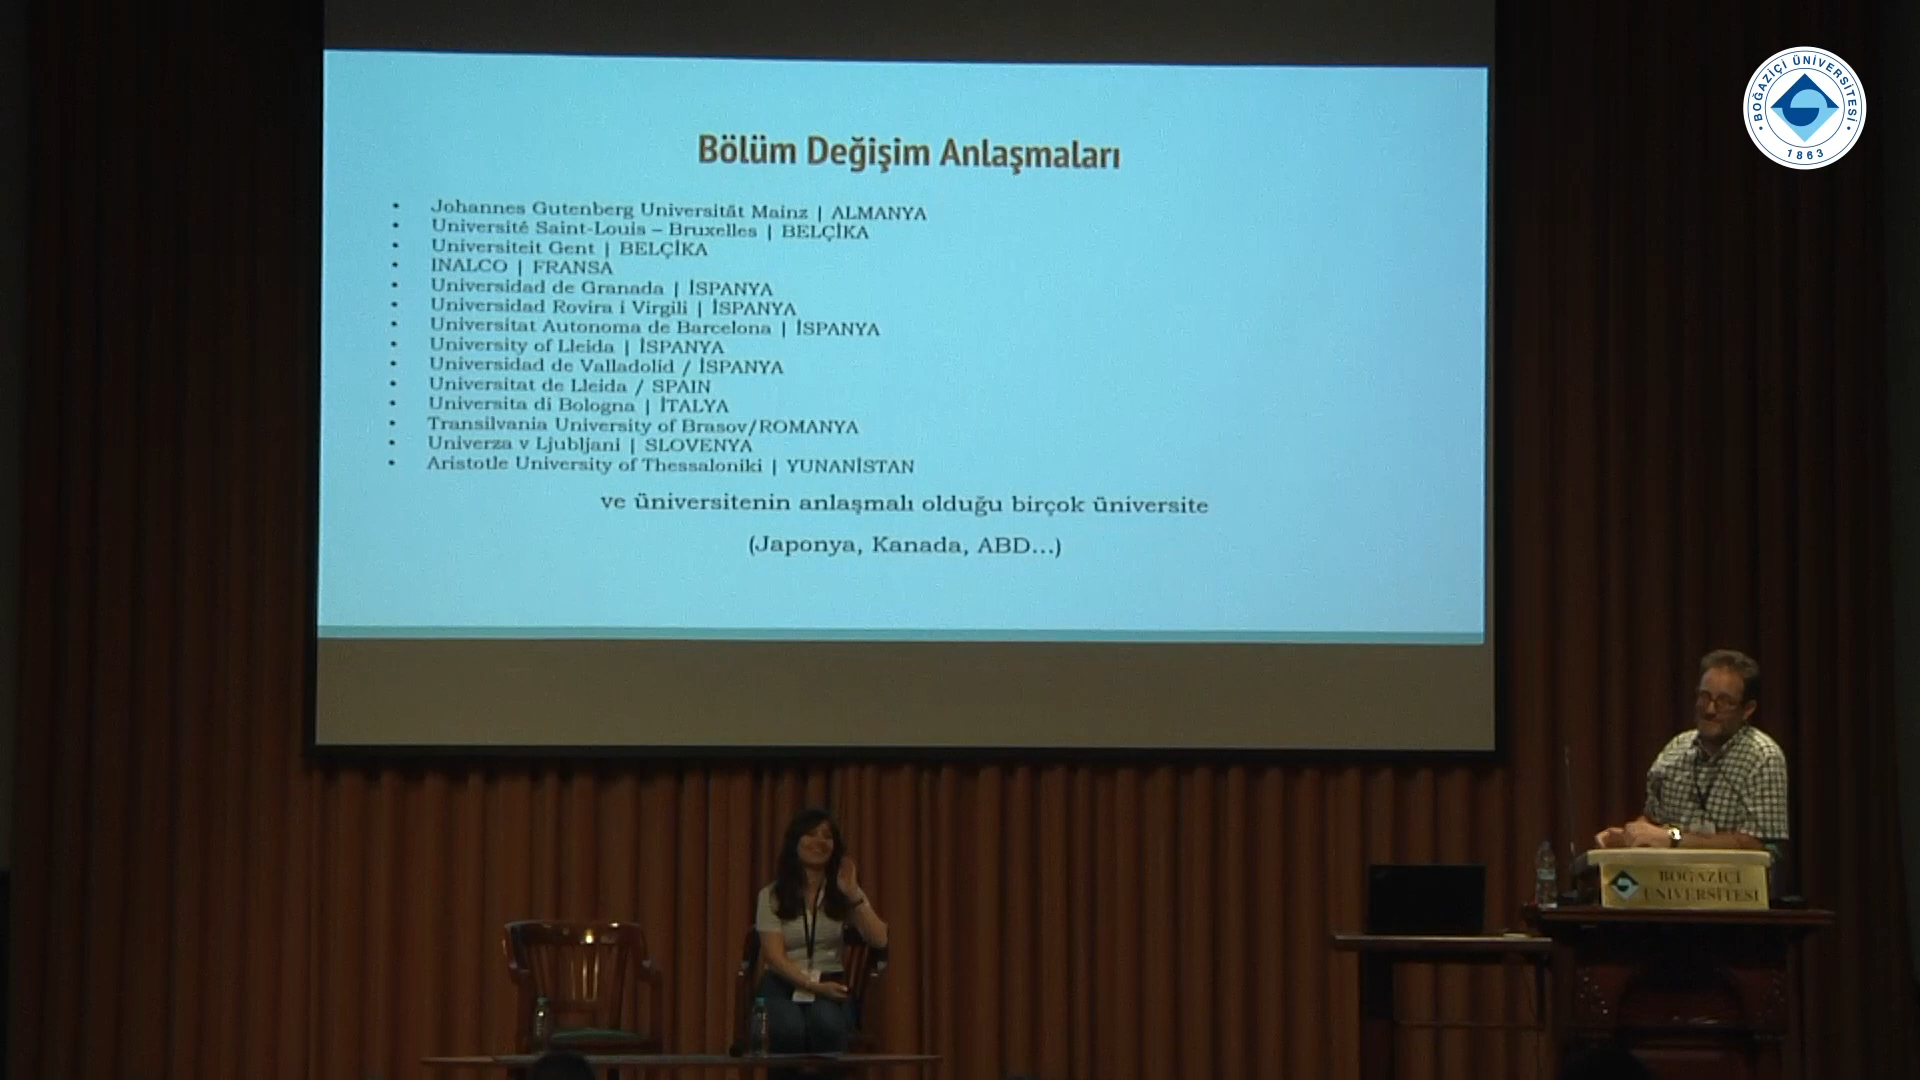 Bölüm Değişim Anlaşmaları
• Johannes Gutenberg Universität Mainz | ALMANYA
• Université Saint-Louis – Bruxelles | BELÇİKA
• Universiteit Gent | BELÇİKA
• INALCO | FRANSA
• Universidad de Granada | İSPANYA
• Universidad Rovira i Virgili | İSPANYA
• Universitat Autonoma de Barcelona | İSPANYA
• University of Lleida | İSPANYA
• Universidad de Valladolid / İSPANYA
• Universitat de Lleida / SPAIN
• Universita di Bologna | İTALYA
• Transilvania University of Brasov/ROMANYA
• Univerza v Ljubljani | SLOVENYA
• Aristotle University of Thessaloniki | YUNANİSTAN
ve üniversitenin anlaşmalı olduğu birçok üniversite
(Japonya, Kanada, ABD...)
BOĞAZİÇİ ÜNİVERSİTESİ
1863
BOĞAZİÇİ
ÜNİVERSİTESİ